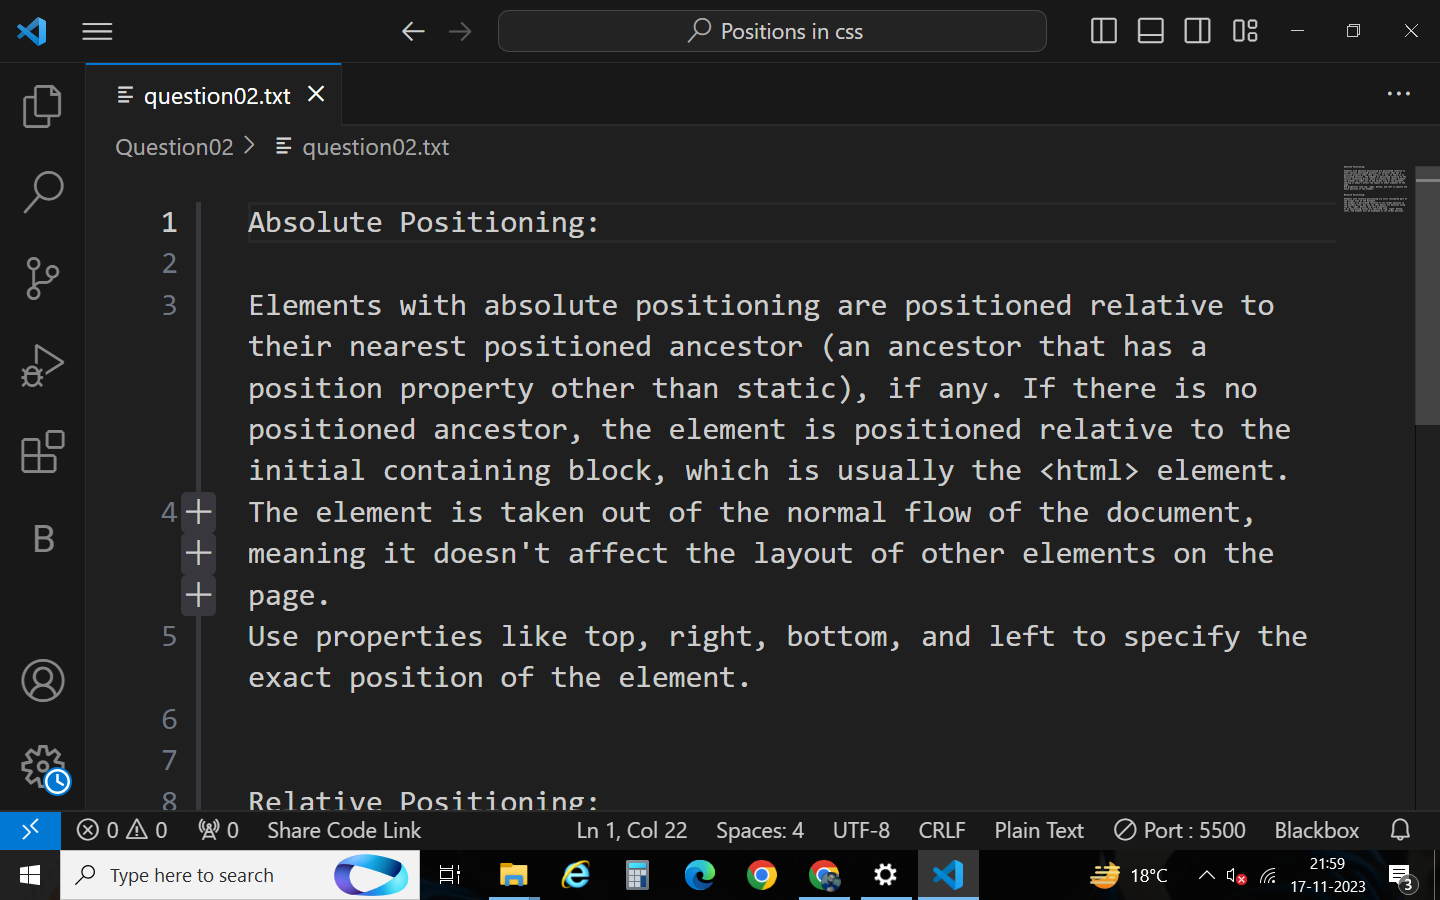 Positions in css
question02.txt
Question02 > question02.txt
1 Absolute Positioning:
2
3 Elements with absolute positioning are positioned relative to
their nearest positioned ancestor (an ancestor that has a
position property other than static), if any. If there is no
positioned ancestor, the element is positioned relative to the
initial containing block, which is usually the <html> element.
4 The element is taken out of the normal flow of the document,
meaning it doesn't affect the layout of other elements on the
page.
5 Use properties like top, right, bottom, and left to specify the
exact position of the element.
6
7
8 Relative Positioning:
B
0 0 0 Share Code Link Ln 1, Col 22 Spaces: 4 UTF-8 CRLF Plain Text Port : 5500 Blackbox
Type here to search
18°C
21:59
17-11-2023
3